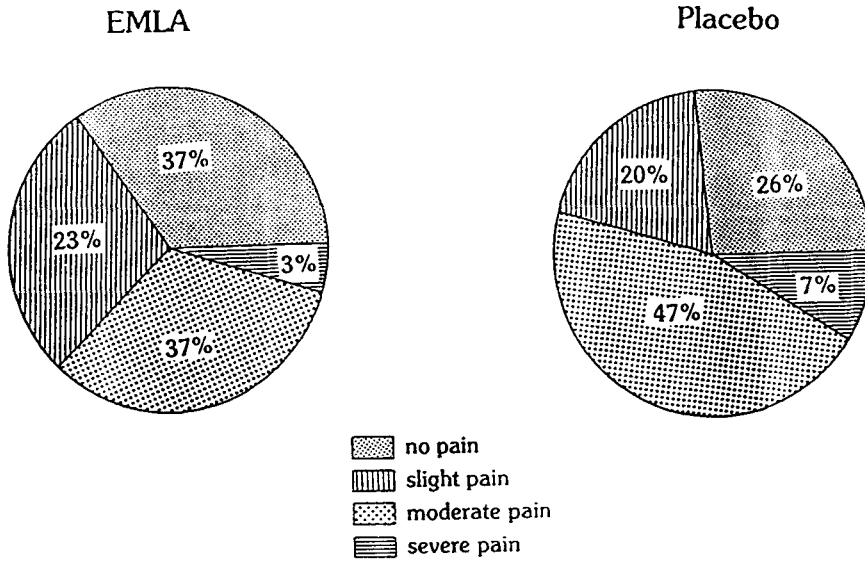 EMLA
Placebo
37%
23%
3%
37%
20%
26%
7%
47%
no pain
slight pain
moderate pain
severe pain